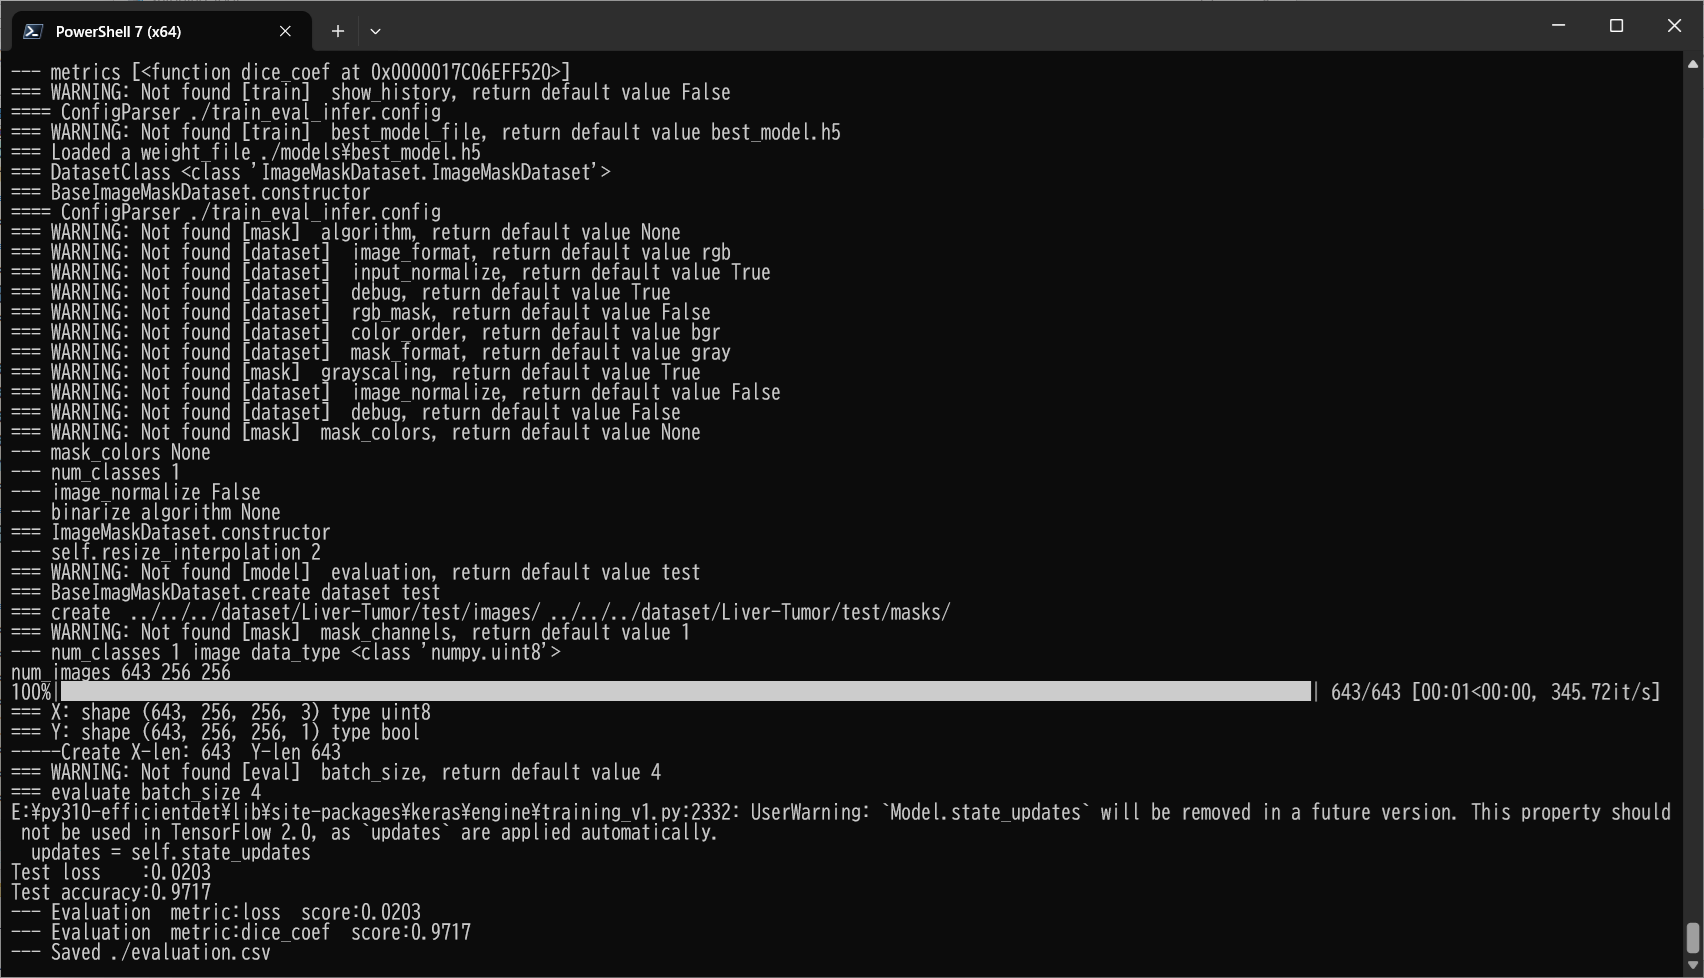 PowerShell 7 (x64)
--- metrics [<function dice_coef at 0x0000017C06EFF520>]
=== WARNING: Not found [train]  show_history, return default value False
==== ConfigParser ./train_eval_infer.config
=== WARNING: Not found [train]  best_model_file, return default value best_model.h5
=== Loaded a weight_file ./models¥best_model.h5
=== DatasetClass <class 'ImageMaskDataset.ImageMaskDataset'>
=== BaseImageMaskDataset.constructor
==== ConfigParser ./train_eval_infer.config
=== WARNING: Not found [mask]  algorithm, return default value None
=== WARNING: Not found [dataset]  image_format, return default value rgb
=== WARNING: Not found [dataset]  input_normalize, return default value True
=== WARNING: Not found [dataset]  debug, return default value True
=== WARNING: Not found [dataset]  rgb_mask, return default value False
=== WARNING: Not found [dataset]  color_order, return default value bgr
=== WARNING: Not found [dataset]  mask_format, return default value gray
=== WARNING: Not found [mask]  grayscaling, return default value True
=== WARNING: Not found [dataset]  image_normalize, return default value False
=== WARNING: Not found [dataset]  debug, return default value False
=== WARNING: Not found [mask]  mask_colors, return default value None
--- mask_colors None
--- num_classes 1
--- image_normalize False
--- binarize algorithm None
=== ImageMaskDataset.constructor
--- self.resize_interpolation 2
=== WARNING: Not found [model]  evaluation, return default value test
=== BaseImagMaskDataset.create dataset test
=== create  ../../../dataset/Liver-Tumor/test/images/ ../../../dataset/Liver-Tumor/test/masks/
=== WARNING: Not found [mask]  mask_channels, return default value 1
--- num_classes 1 image data_type <class 'numpy.uint8'>
num_images 643 256 256
100%| | 643/643 [00:01<00:00, 345.72it/s]
=== X: shape (643, 256, 256, 3) type uint8
=== Y: shape (643, 256, 256, 1) type bool
-----Create X-len: 643  Y-len 643
=== WARNING: Not found [eval]  batch_size, return default value 4
=== evaluate batch_size 4
E:¥py310-efficientdet¥lib¥site-packages¥keras¥engine¥training_v1.py:2332: UserWarning: `Model.state_updates` will be removed in a future version. This property should
 not be used in TensorFlow 2.0, as `updates` are applied automatically.
  updates = self.state_updates
Test loss    :0.0203
Test accuracy:0.9717
--- Evaluation  metric:loss  score:0.0203
--- Evaluation  metric:dice_coef  score:0.9717
--- Saved ./evaluation.csv